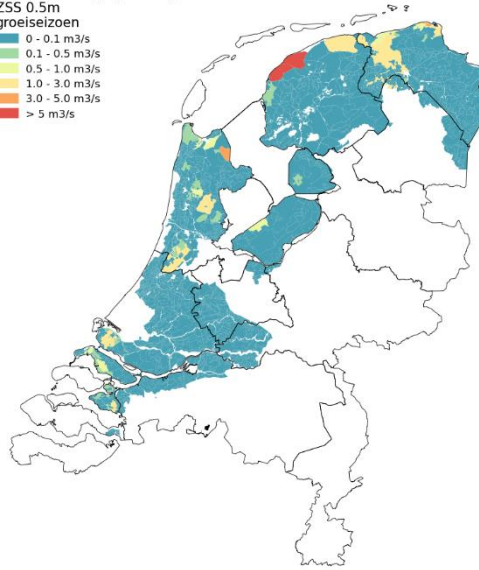 ZSS 0.5m
groeiseizoen
0 - 0.1 m3/s
0.1 - 0.5 m3/s
0.5 - 1.0 m3/s
1.0 - 3.0 m3/s
3.0 - 5.0 m3/s
> 5 m3/s